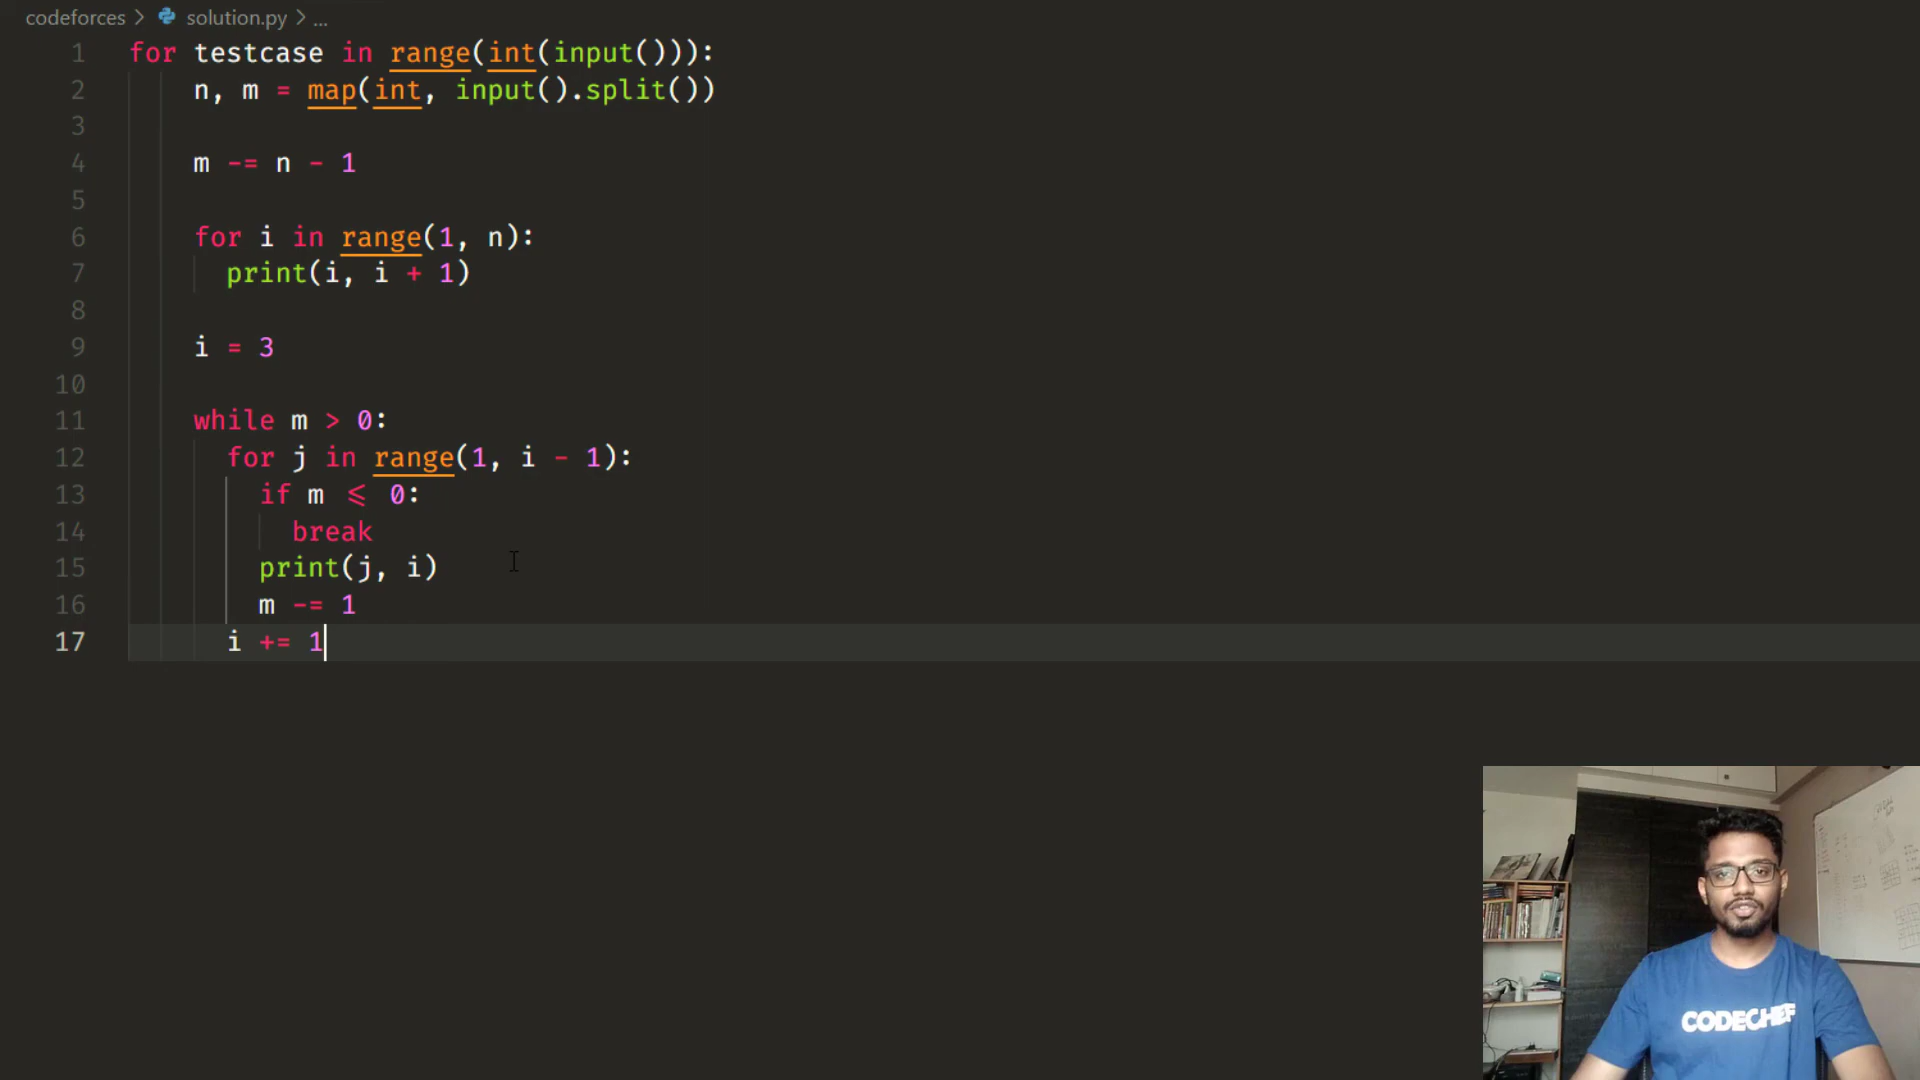 codeforces > solution.py > ...
1 for testcase in range(int(input())):
2 n, m = map(int, input().split())
3
4 m -= n - 1
5
6 for i in range(1, n):
7 print(i, i + 1)
8
9 i = 3
10
11 while m > 0:
12 for j in range(1, i - 1):
13 if m ⩽ 0:
14 break
15 print(j, i)
16 m -= 1
17 i += 1
CODECHEF